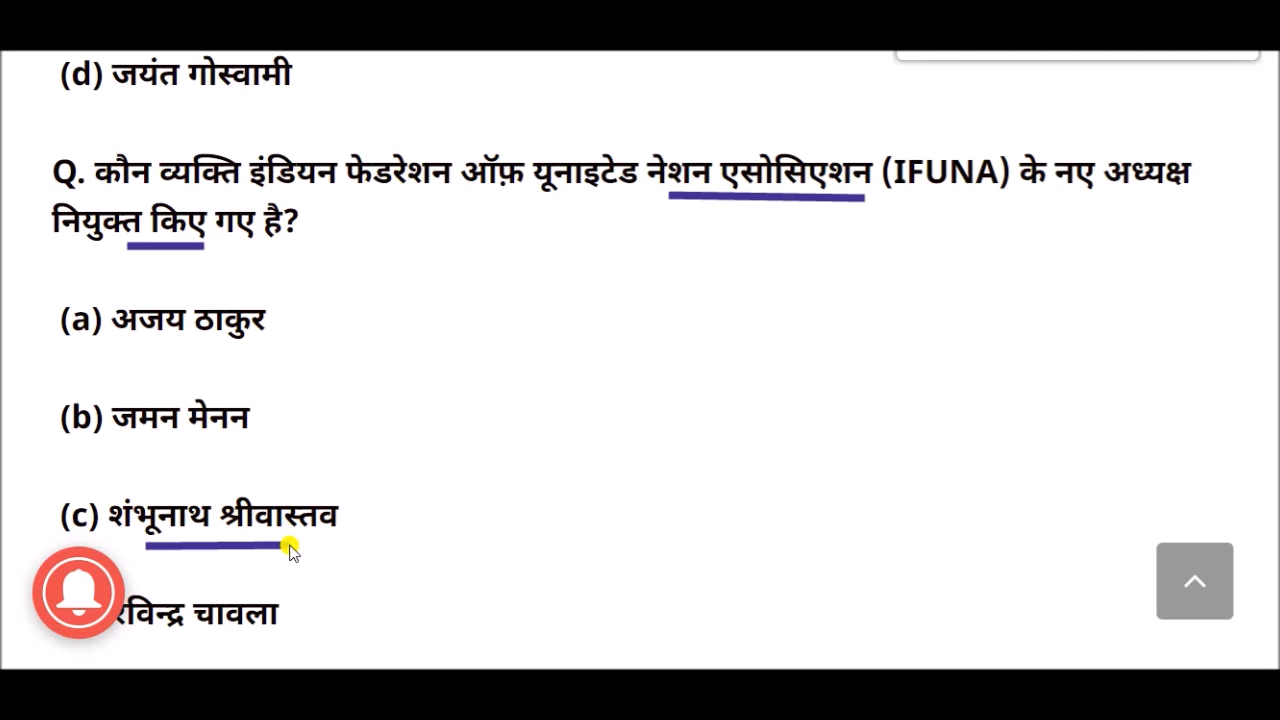 (d) जयंत गोस्वामी
Q. कौन व्यक्ति इंडियन फेडरेशन ऑफ़ यूनाइटेड नेशन एसोसिएशन (IFUNA) के नए अध्यक्ष
नियुक्त किए गए है?
(a) अजय ठाकुर
(b) जमन मेनन
(c) शंभूनाथ श्रीवास्तव
रविन्द्र चावला